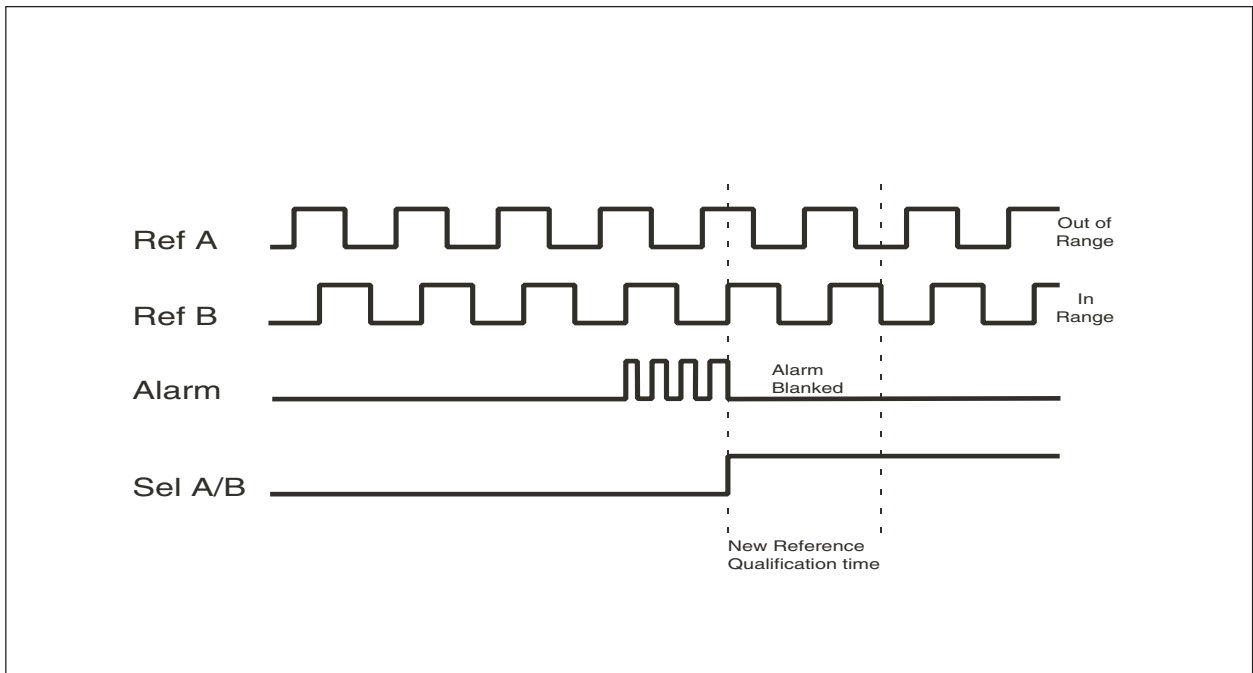 Ref A
Out of
Range
Ref B
In
Range
Alarm
Alarm
Blanked
Sel A/B
New Reference
Qualification time